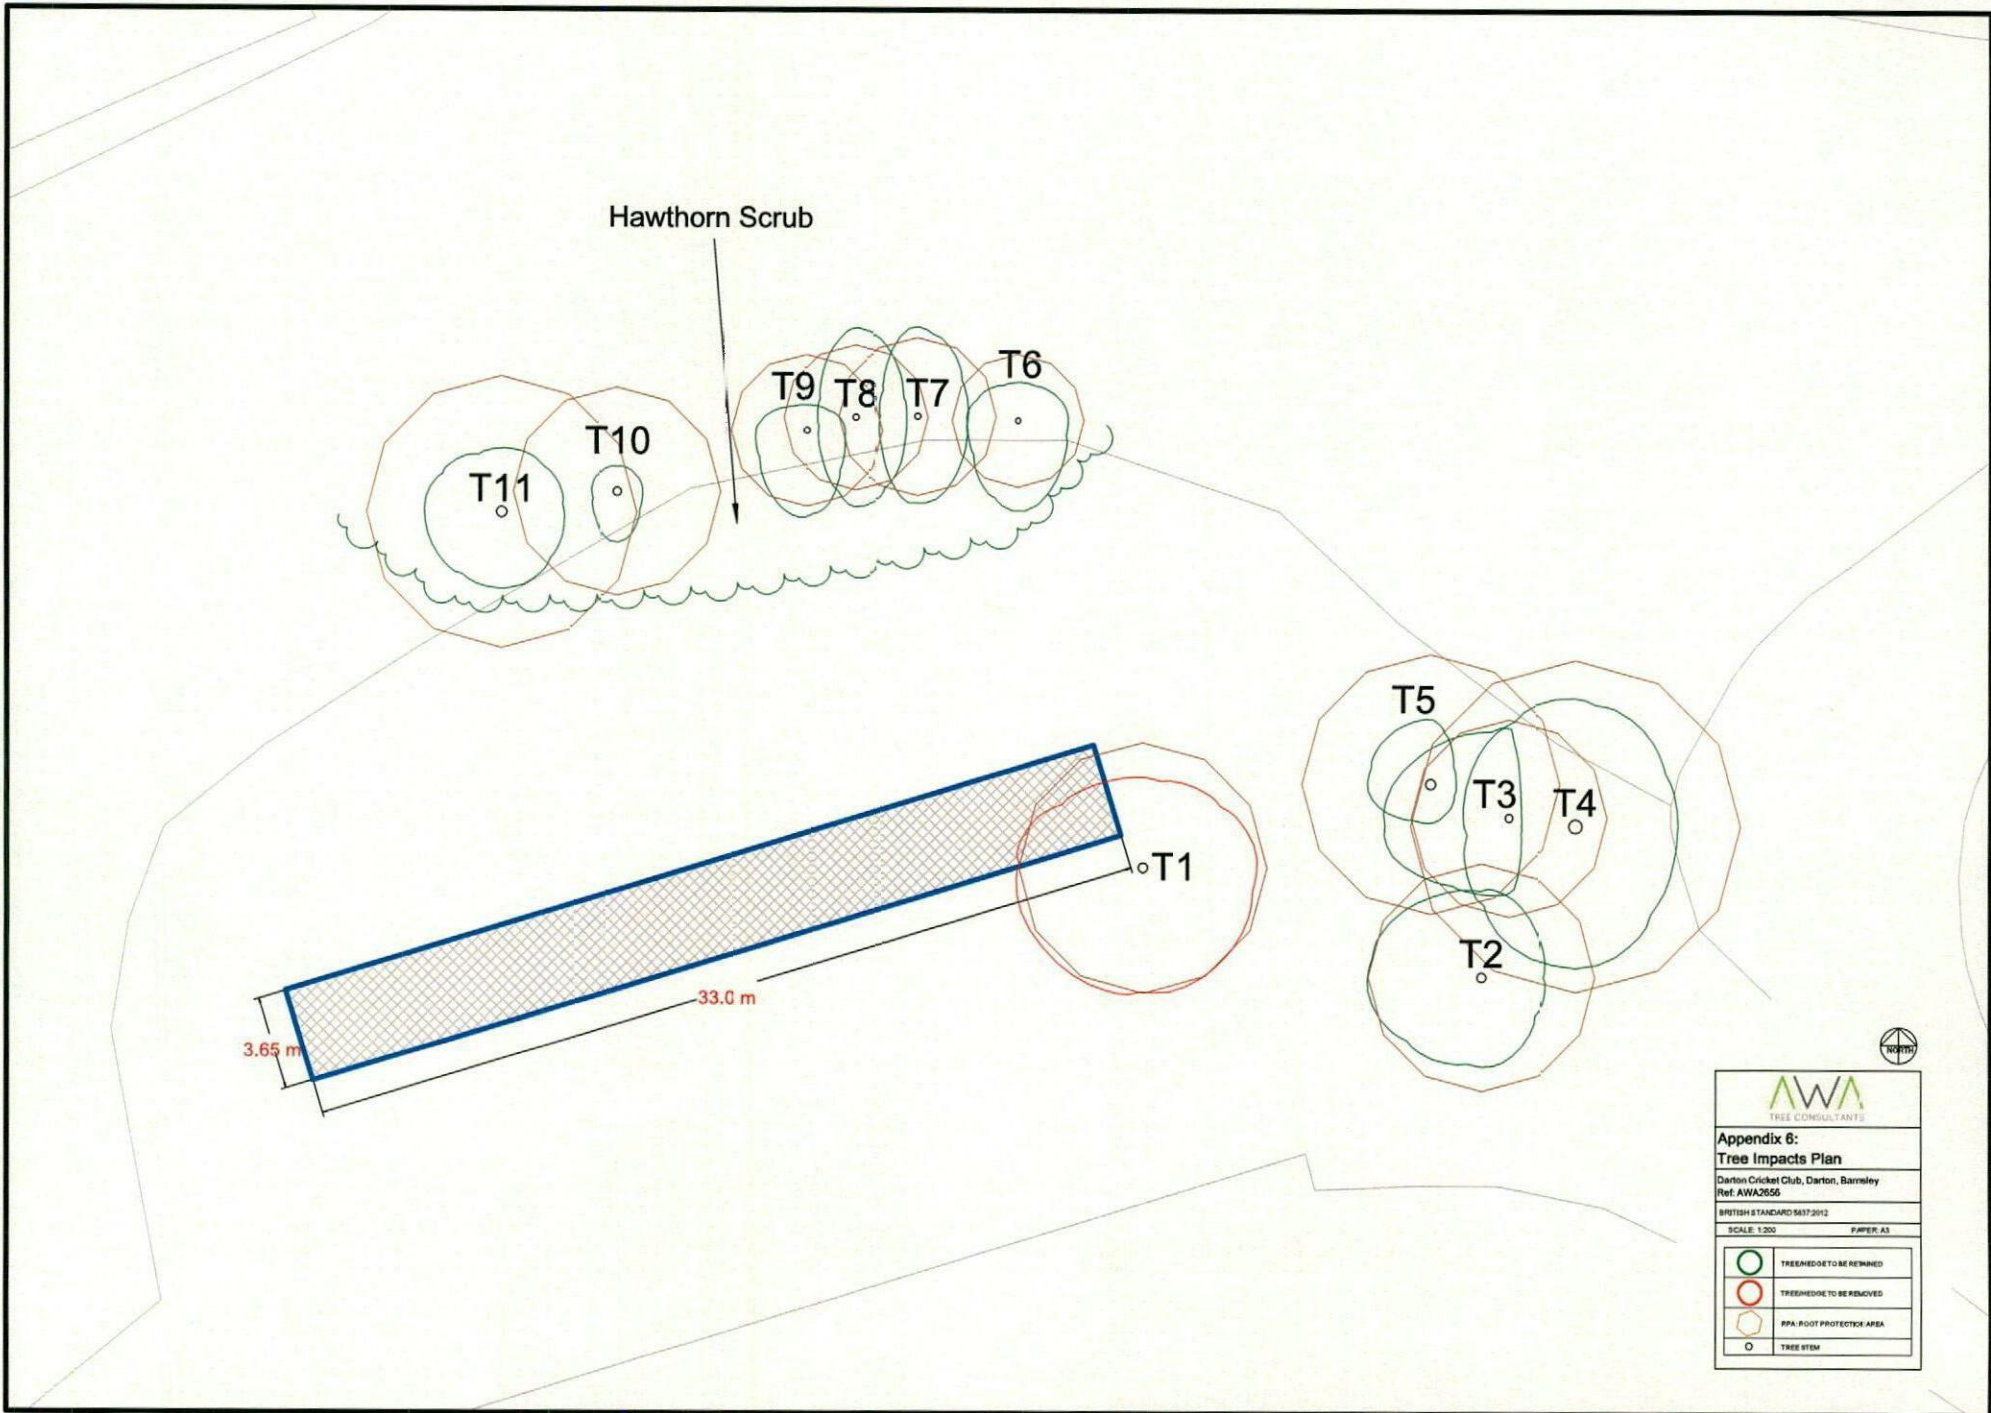 Hawthorn Scrub
T6
T9 T8 T7
T10
T11
T5
T3 T4
T1
T2
33.0 m
3.65 m
NORTH
AWA
TREE CONSULTANTS
Appendix 6:
Tree Impacts Plan
Darton Cricket Club, Darton, Barnsley
Ref: AWA2656
BRITISH STANDARD 5837:2012
SCALE: 1:200 PAPER: A3
TREE/HEDGE TO BE RETAINED
TREE/HEDGE TO BE REMOVED
RPA: ROOT PROTECTION AREA
TREE STEM